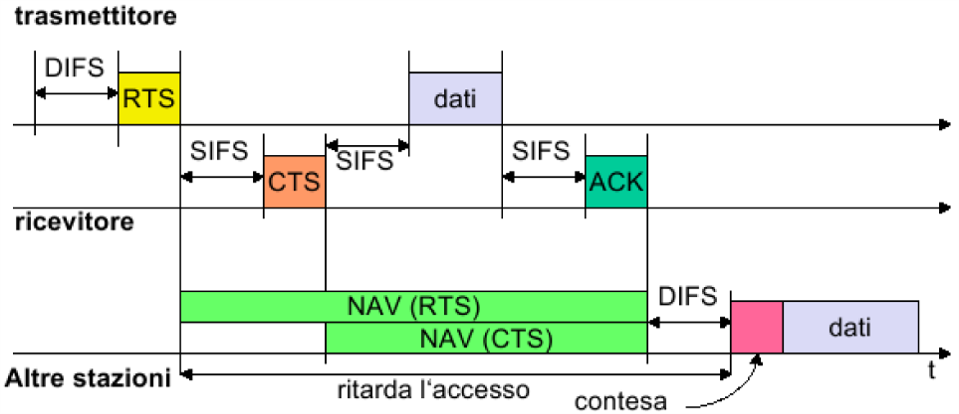 trasmettitore
DIFS
RTS
dati
SIFS
CTS
SIFS
SIFS
ACK
ricevitore
NAV (RTS)
DIFS
NAV (CTS)
dati
Altre stazioni
ritarda l‘accesso
contesa
t